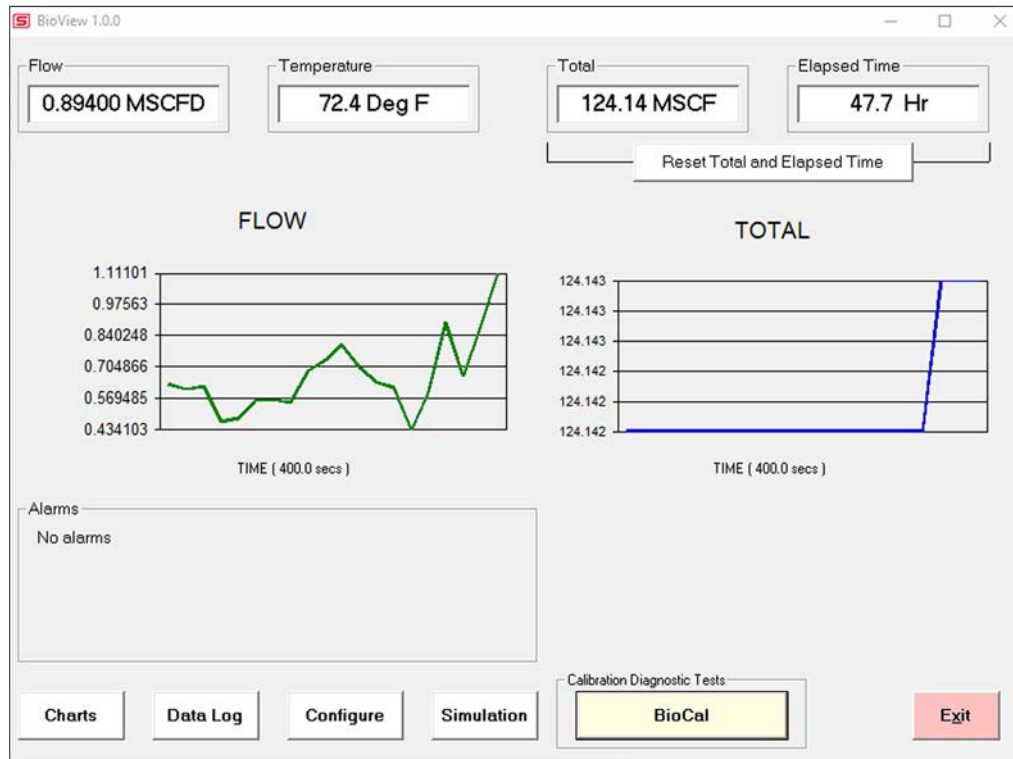 S BioView 1.0.0
Flow
0.89400 MSCFD
Temperature
72.4 Deg F
Total
124.14 MSCF
Elapsed Time
47.7 Hr
Reset Total and Elapsed Time
FLOW
1.11101
0.97563
0.840248
0.704866
0.569485
0.434103
TIME ( 400.0 secs )
TOTAL
124.143
124.143
124.143
124.142
124.142
124.142
TIME ( 400.0 secs )
Alarms
No alarms
Charts
Data Log
Configure
Simulation
Calibration Diagnostic Tests
BioCal
Exit